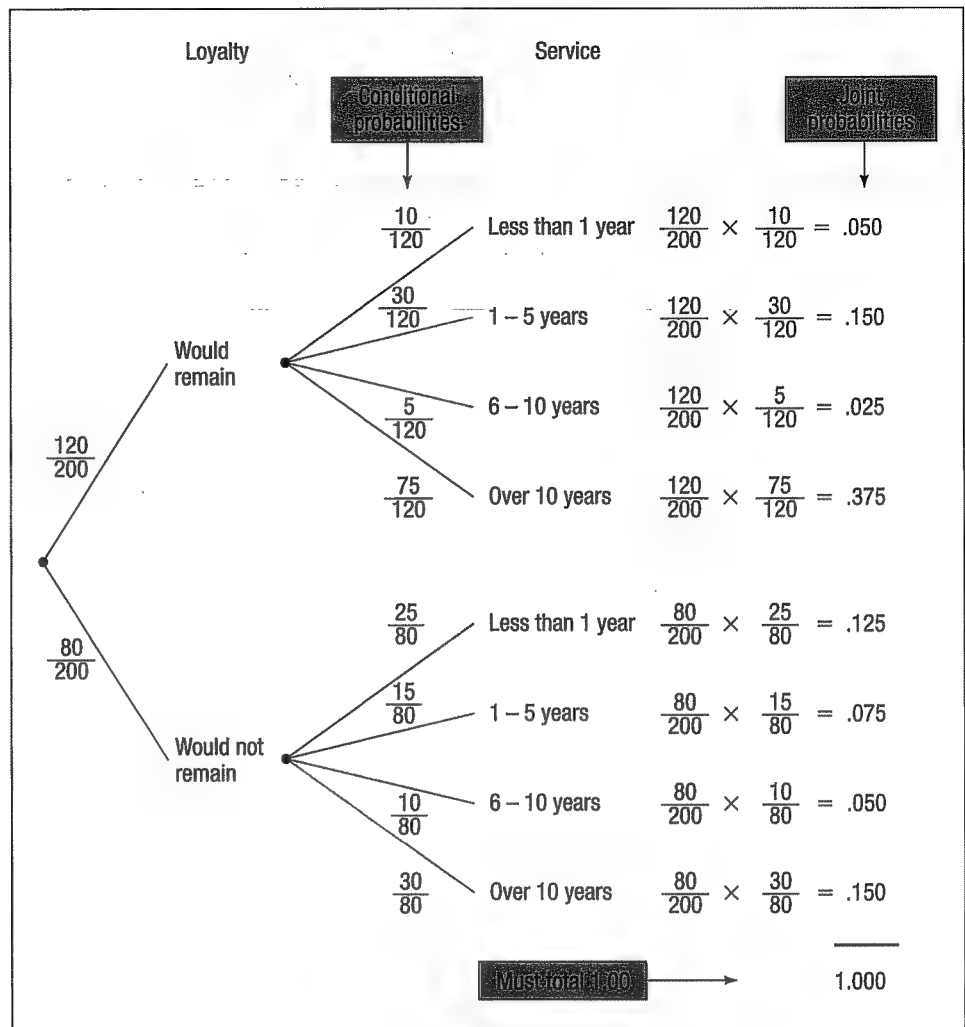 Loyalty Service
Conditional probabilities
Joint probabilities
10/120 Less than 1 year 120/200 × 10/120 = .050
30/120 1 – 5 years 120/200 × 30/120 = .150
Would remain
5/120 6 – 10 years 120/200 × 5/120 = .025
120/200
75/120 Over 10 years 120/200 × 75/120 = .375
25/80 Less than 1 year 80/200 × 25/80 = .125
80/200
15/80 1 – 5 years 80/200 × 15/80 = .075
Would not remain
10/80 6 – 10 years 80/200 × 10/80 = .050
30/80 Over 10 years 80/200 × 30/80 = .150
Must total 1.00 1.000